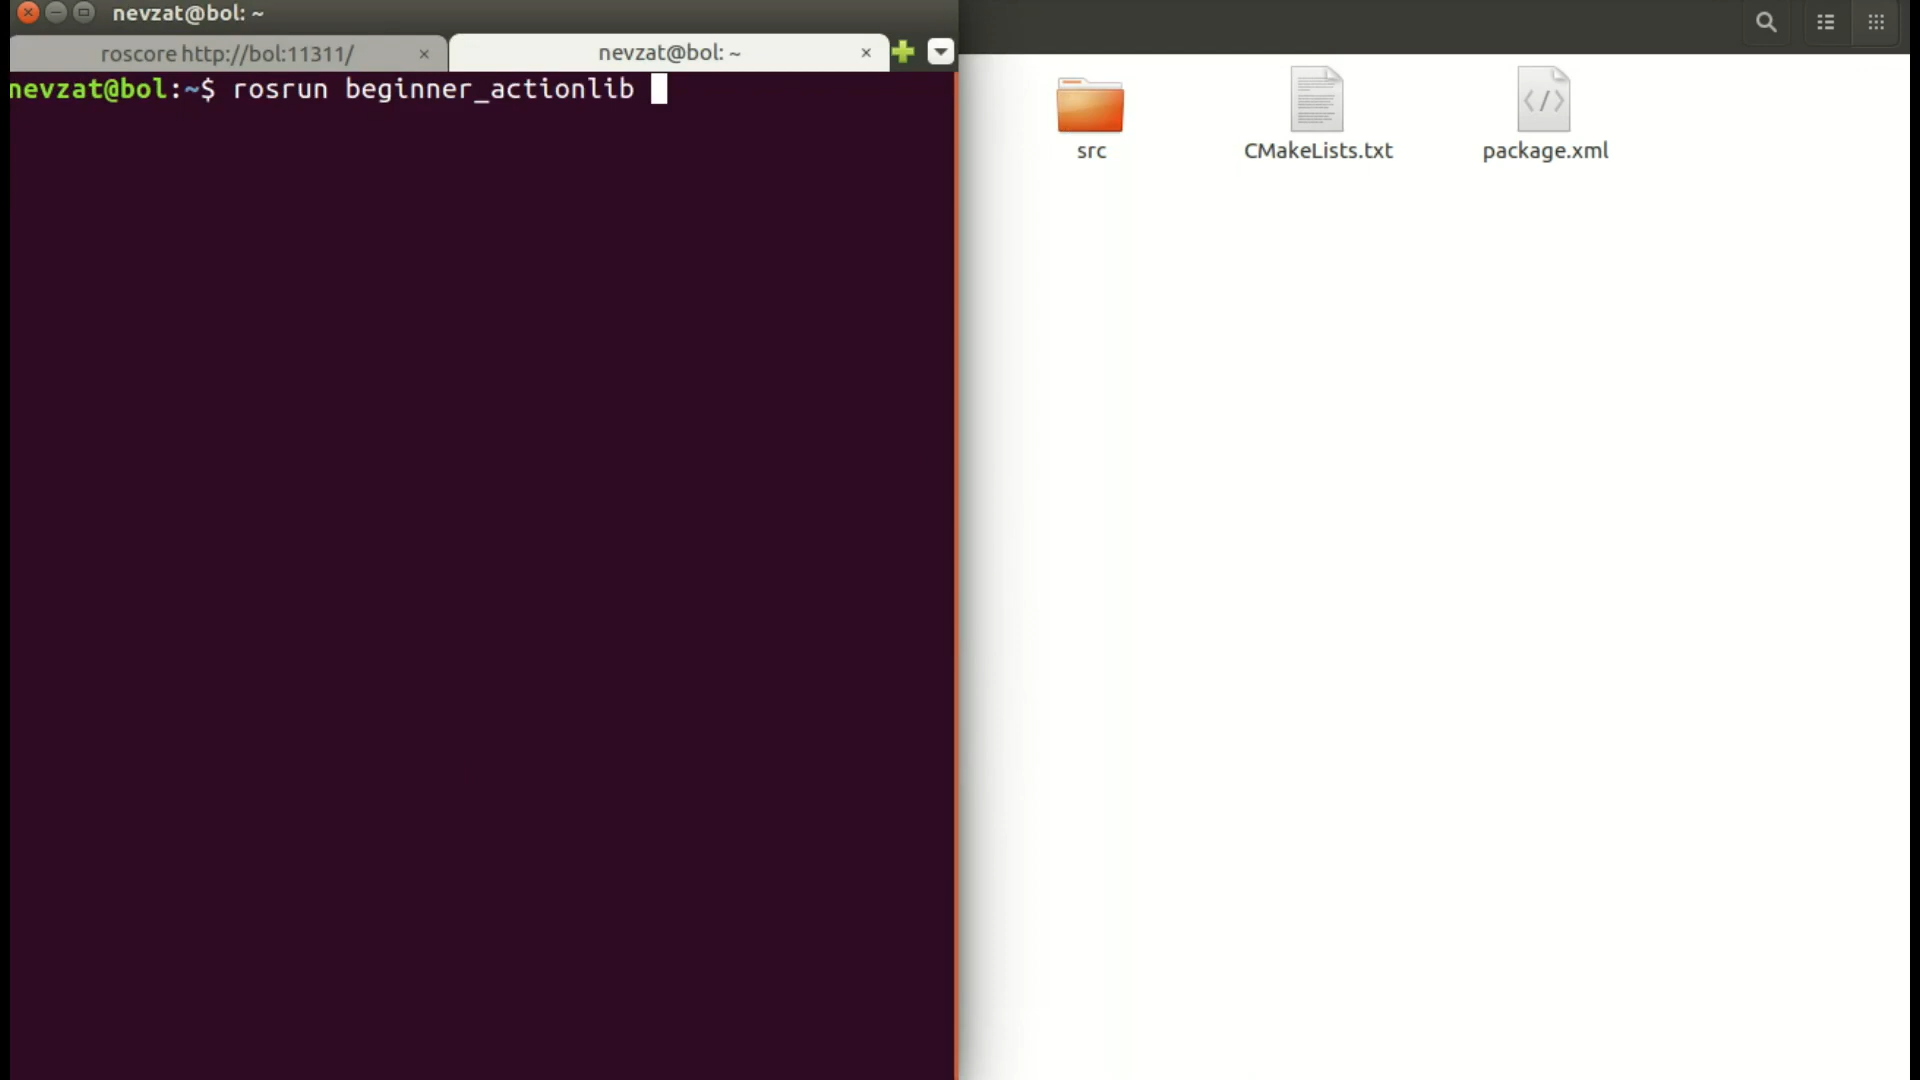 nevzat@bol: ~
roscore http://bol:11311/
nevzat@bol: ~
nevzat@bol:~$ rosrun beginner_actionlib
src
CMakeLists.txt
package.xml